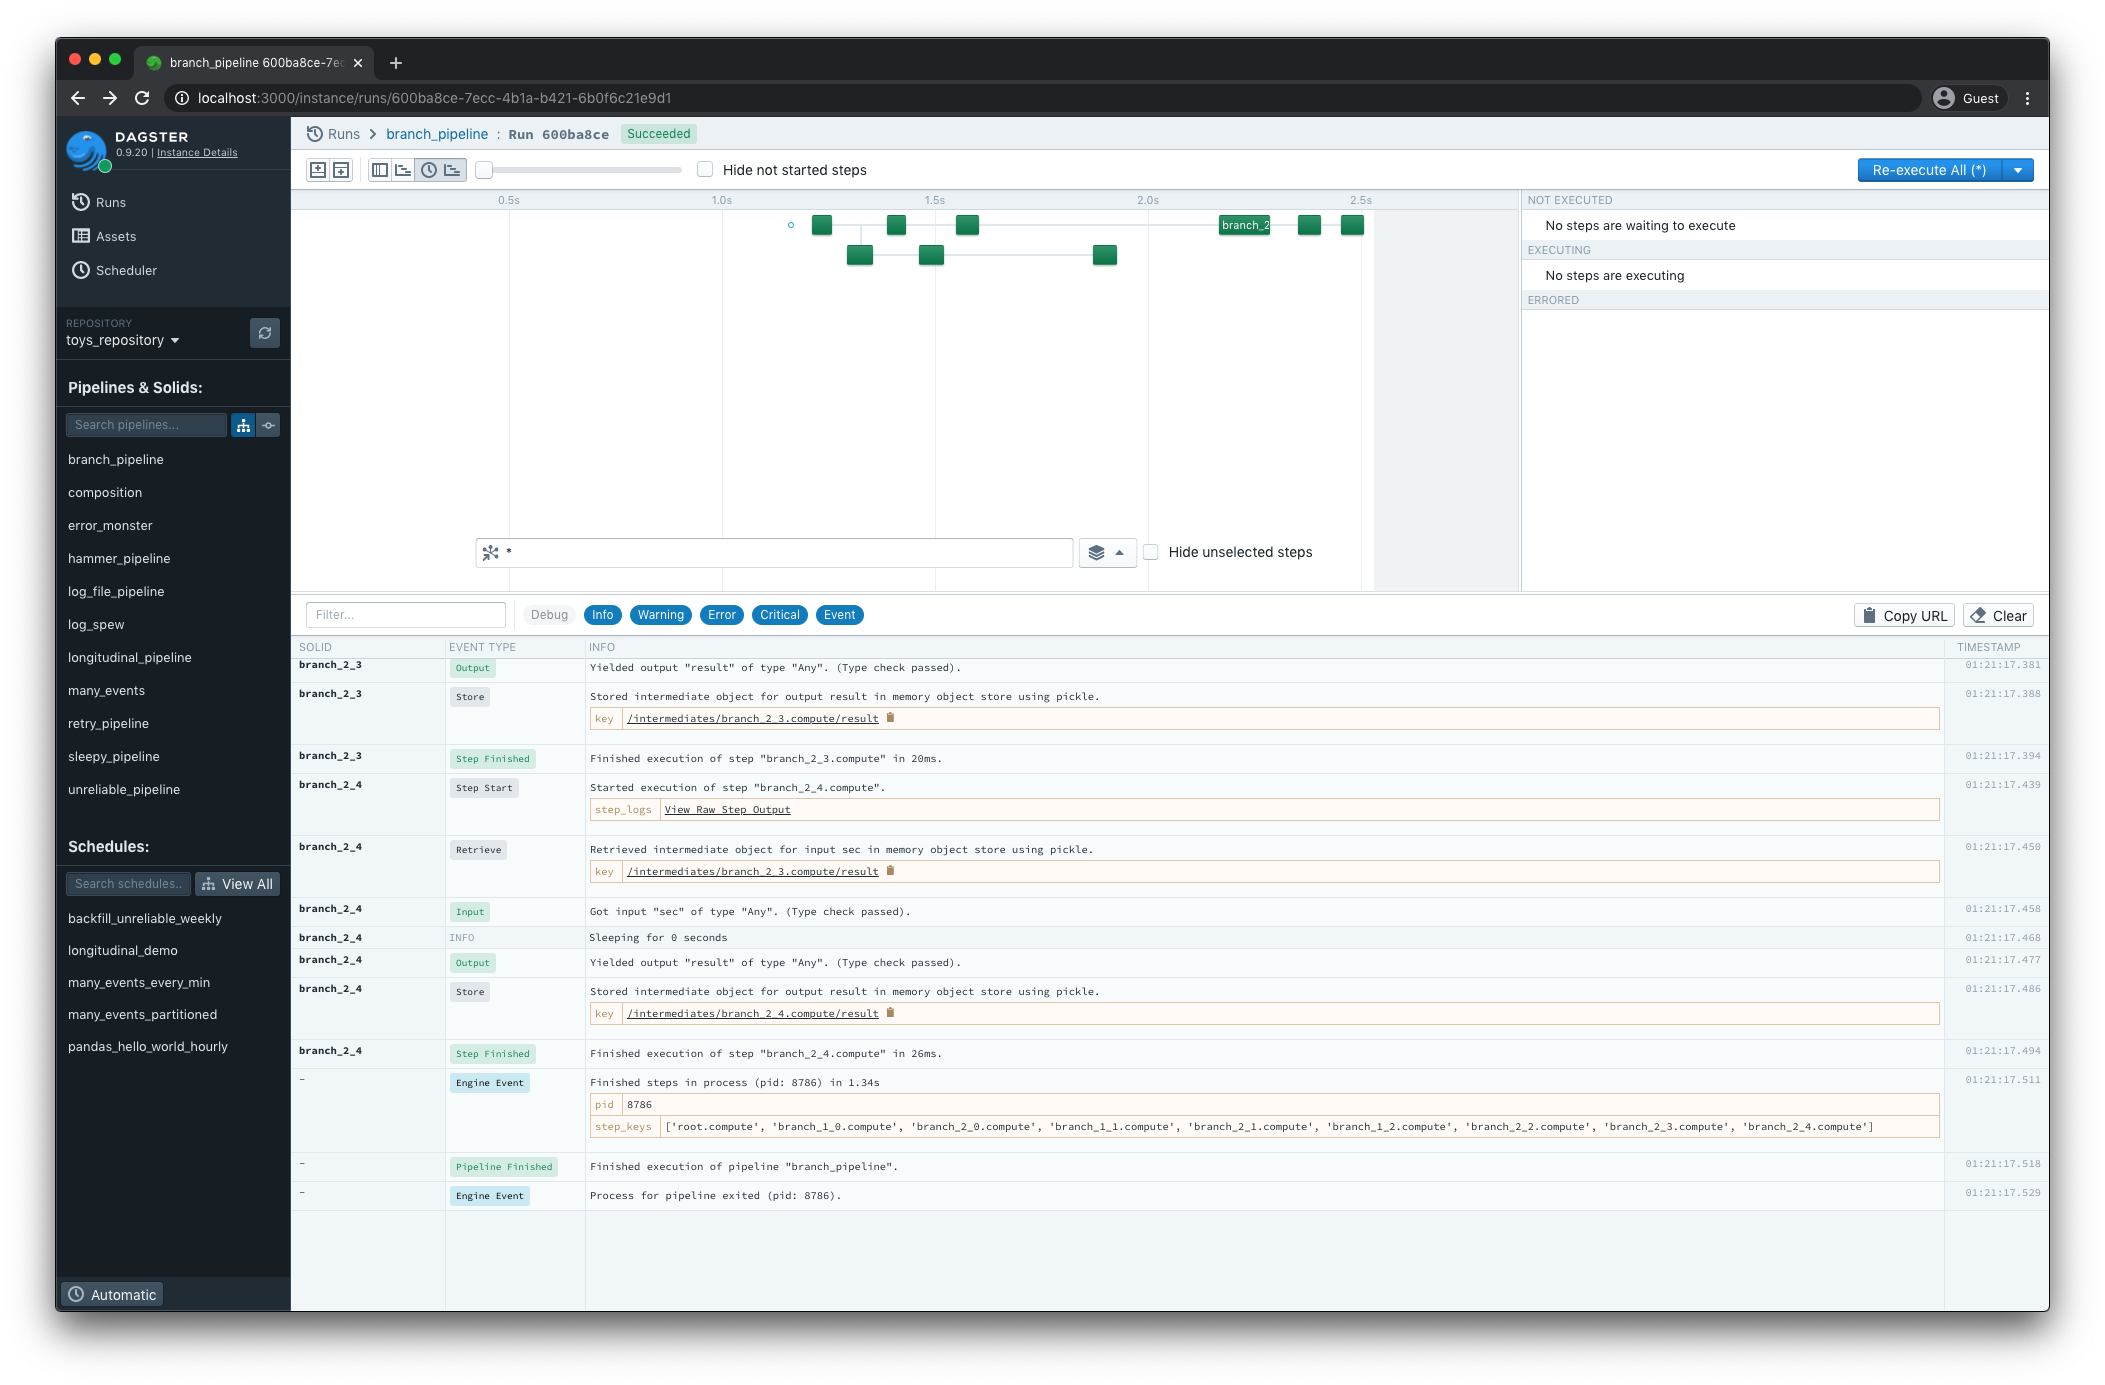 branch_pipeline 600ba8ce-7ec
localhost:3000/instance/runs/600ba8ce-7ecc-4b1a-b421-6b0f6c21e9d1
Guest
DAGSTER
0.9.20 | Instance Details
Runs
Assets
Scheduler
REPOSITORY
toys_repository
Pipelines & Solids:
Search pipelines...
branch_pipeline
composition
error_monster
hammer_pipeline
log_file_pipeline
log_spew
longitudinal_pipeline
many_events
retry_pipeline
sleepy_pipeline
unreliable_pipeline
Schedules:
Search schedules..
View All
backfill_unreliable_weekly
longitudinal_demo
many_events_every_min
many_events_partitioned
pandas_hello_world_hourly
Automatic
Runs > branch_pipeline : Run 600ba8ce Succeeded
Hide not started steps
Re-execute All (*)
0.5s 1.0s 1.5s 2.0s 2.5s
branch_2
NOT EXECUTED
No steps are waiting to execute
EXECUTING
No steps are executing
ERRORED
*
Hide unselected steps
Filter...
Debug Info Warning Error Critical Event
Copy URL
Clear
SOLID EVENT TYPE INFO TIMESTAMP
branch_2_3 Output Yielded output "result" of type "Any". (Type check passed). 01:21:17.381
branch_2_3 Store Stored intermediate object for output result in memory object store using pickle. 01:21:17.388
key /intermediates/branch_2_3.compute/result
branch_2_3 Step Finished Finished execution of step "branch_2_3.compute" in 20ms. 01:21:17.394
branch_2_4 Step Start Started execution of step "branch_2_4.compute". 01:21:17.439
step_logs View Raw Step Output
branch_2_4 Retrieve Retrieved intermediate object for input sec in memory object store using pickle. 01:21:17.450
key /intermediates/branch_2_3.compute/result
branch_2_4 Input Got input "sec" of type "Any". (Type check passed). 01:21:17.458
branch_2_4 INFO Sleeping for 0 seconds 01:21:17.468
branch_2_4 Output Yielded output "result" of type "Any". (Type check passed). 01:21:17.477
branch_2_4 Store Stored intermediate object for output result in memory object store using pickle. 01:21:17.486
key /intermediates/branch_2_4.compute/result
branch_2_4 Step Finished Finished execution of step "branch_2_4.compute" in 26ms. 01:21:17.494
- Engine Event Finished steps in process (pid: 8786) in 1.34s 01:21:17.511
pid 8786
step_keys ['root.compute', 'branch_1_0.compute', 'branch_2_0.compute', 'branch_1_1.compute', 'branch_2_1.compute', 'branch_1_2.compute', 'branch_2_2.compute', 'branch_2_3.compute', 'branch_2_4.compute']
- Pipeline Finished Finished execution of pipeline "branch_pipeline". 01:21:17.518
- Engine Event Process for pipeline exited (pid: 8786). 01:21:17.529